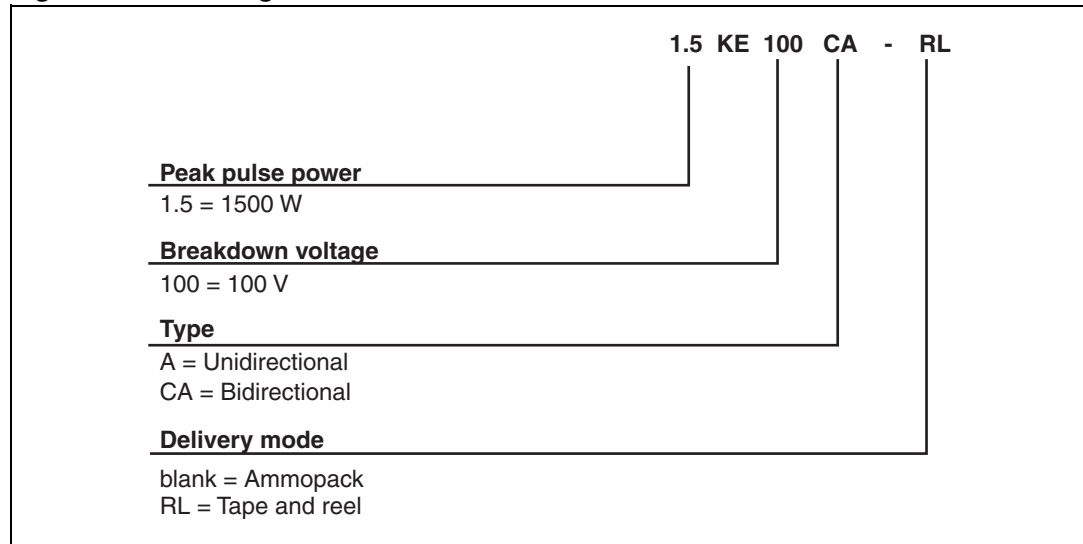 1.5 KE 100 CA - RL
Peak pulse power
1.5 = 1500 W
Breakdown voltage
100 = 100 V
Type
A = Unidirectional
CA = Bidirectional
Delivery mode
blank = Ammopack
RL = Tape and reel